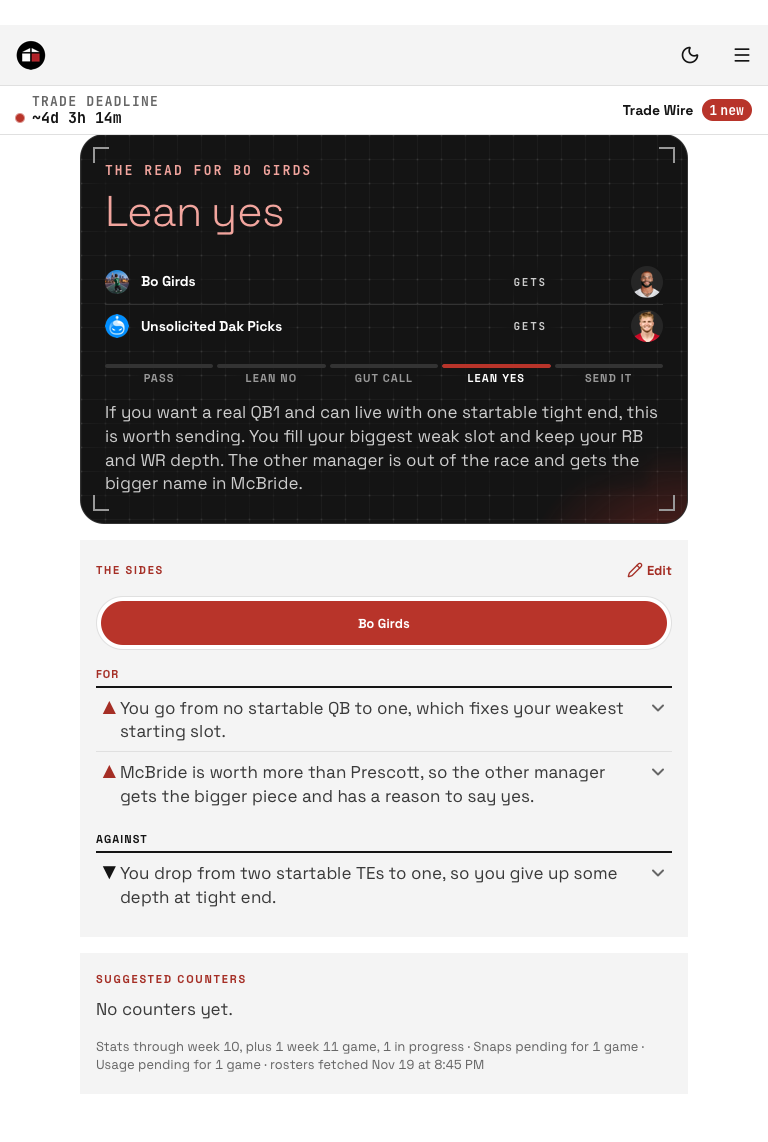 TRADE DEADLINE
~4d 3h 14m
Trade Wire 1 new
THE READ FOR BO GIRDS
Lean yes
Bo Girds GETS
Unsolicited Dak Picks GETS
PASS LEAN NO GUT CALL LEAN YES SEND IT
If you want a real QB1 and can live with one startable tight end, this
is worth sending. You fill your biggest weak slot and keep your RB
and WR depth. The other manager is out of the race and gets the
bigger name in McBride.
THE SIDES
Edit
Bo Girds
FOR
▲ You go from no startable QB to one, which fixes your weakest
starting slot.
▲ McBride is worth more than Prescott, so the other manager
gets the bigger piece and has a reason to say yes.
AGAINST
▼ You drop from two startable TEs to one, so you give up some
depth at tight end.
SUGGESTED COUNTERS
No counters yet.
Stats through week 10, plus 1 week 11 game, 1 in progress · Snaps pending for 1 game ·
Usage pending for 1 game · rosters fetched Nov 19 at 8:45 PM